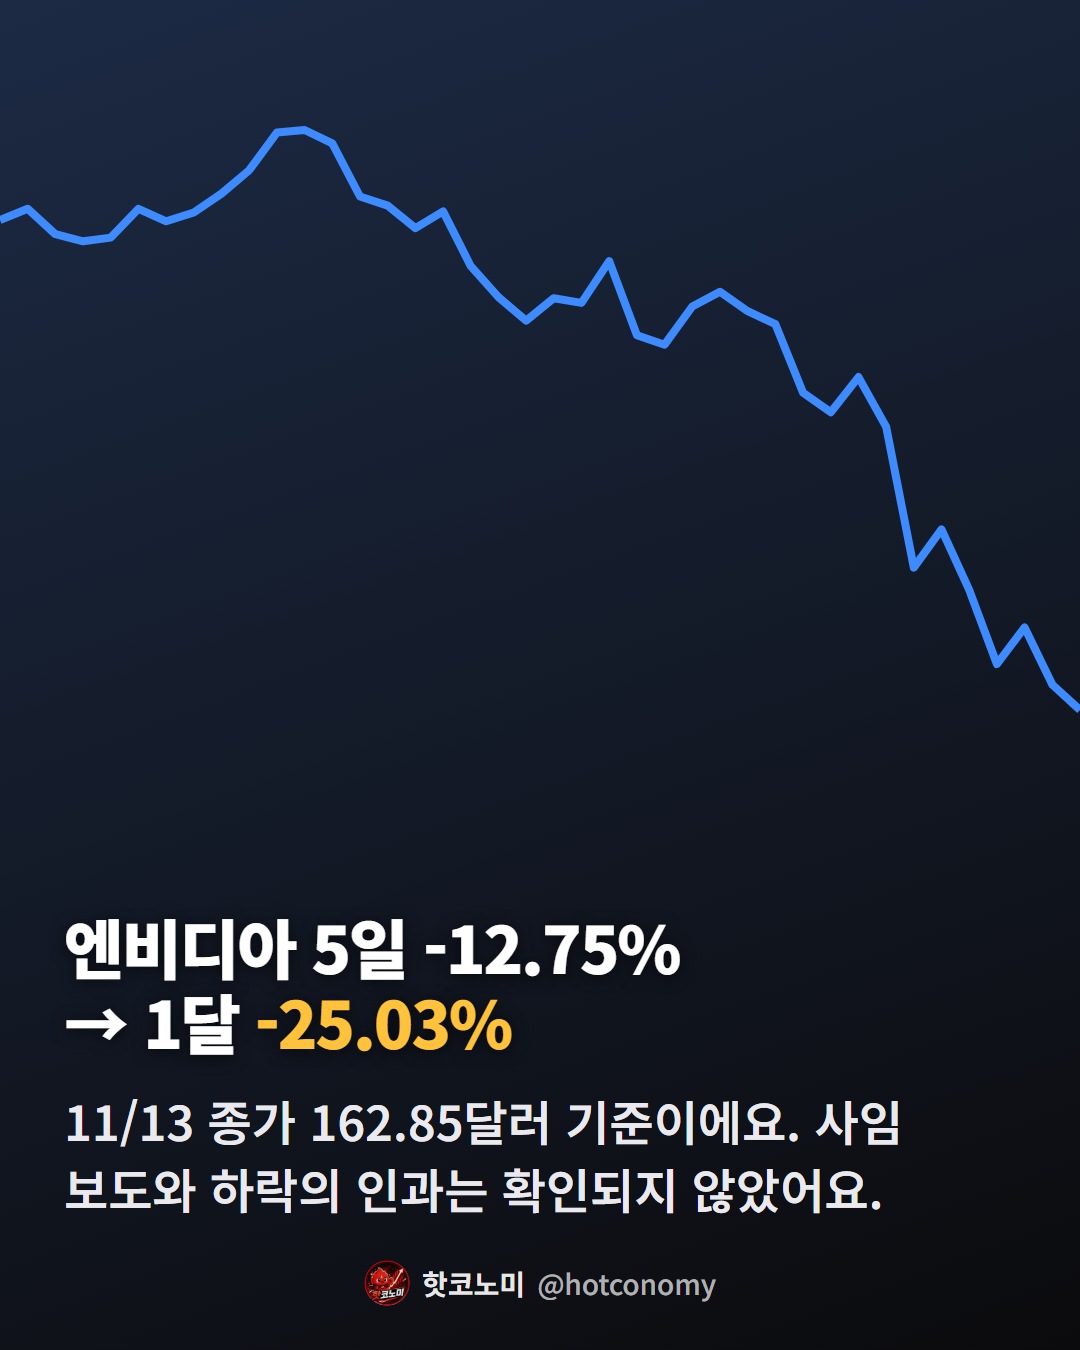 엔비디아 5일 -12.75%
→ 1달 -25.03%
11/13 종가 162.85달러 기준이에요. 사임
보도와 하락의 인과는 확인되지 않았어요.
핫코노미 @hotconomy